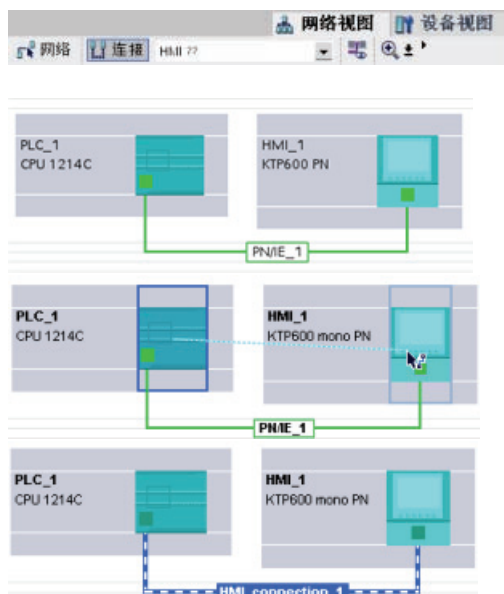 网络视图 设备视图
网络 连接 HMI ??
PLC_1 HMI_1
CPU 1214C KTP600 PN
PN/IE_1
PLC_1 HMI_1
CPU 1214C KTP600 mono PN
PN/IE_1
PLC_1 HMI_1
CPU 1214C KTP600 mono PN
HMI_connection_1